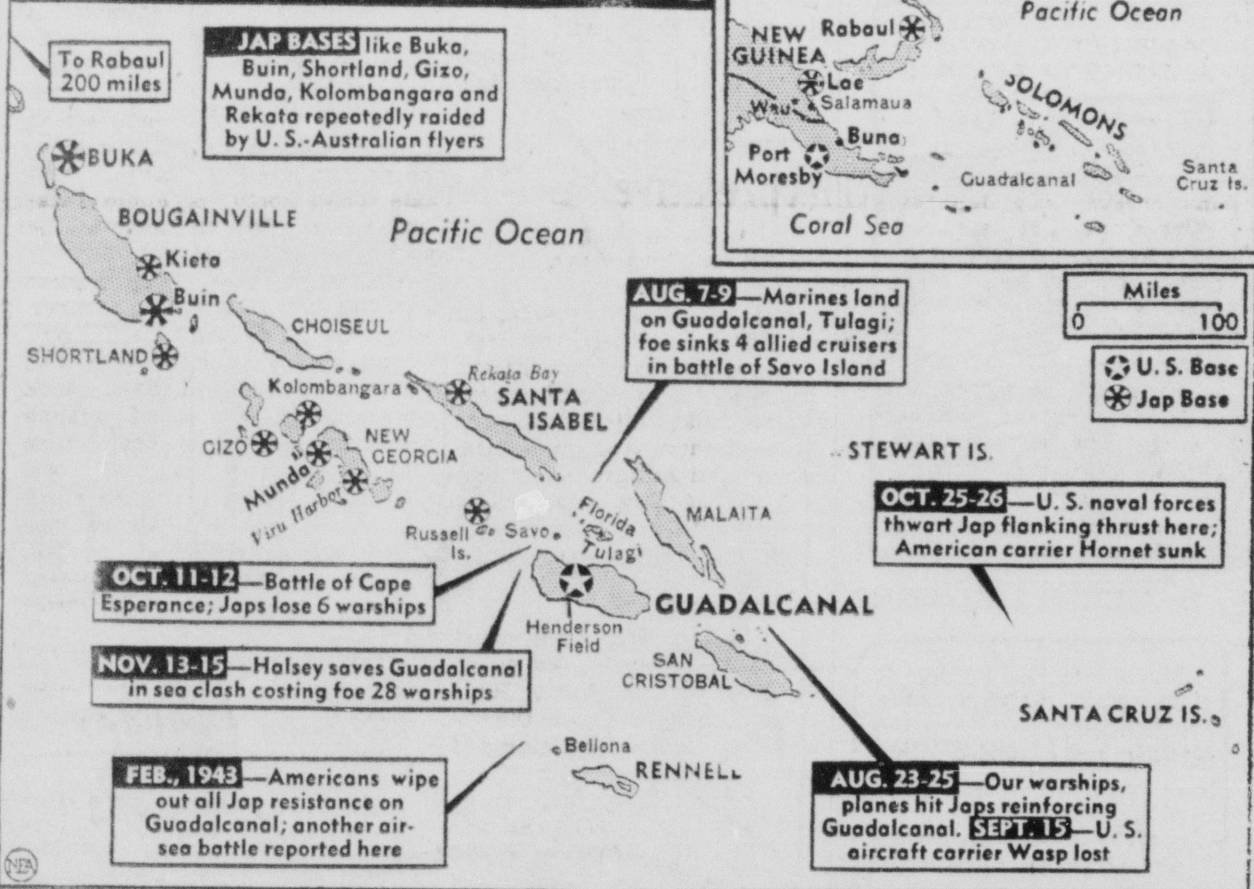 To Rabaul
200 miles
JAP BASES like Buka,
Buin, Shortland, Gizo,
Munda, Kolombangara and
Rekata repeatedly raided
by U. S.-Australian flyers
Pacific Ocean
Rabaul
NEW
GUINEA
Lae
Salamaua
Wau
SOLOMONS
Buna
Port
Moresby
Guadalcanal
Santa
Cruz Is.
Coral Sea
BUKA
BOUGAINVILLE
Pacific Ocean
Kieta
Buin
CHOISEUL
SHORTLAND
AUG. 7-9—Marines land
on Guadalcanal, Tulagi;
foe sinks 4 allied cruisers
in battle of Savo Island
Miles
0 100
U. S. Base
Jap Base
Kolombangara
Rekata Bay
SANTA
ISABEL
GIZO
NEW
GEORGIA
Munda
Viru Harbor
STEWART IS.
Russell
Is.
Savo
Florida
Tulagi
MALAITA
OCT. 25-26—U. S. naval forces
thwart Jap flanking thrust here;
American carrier Hornet sunk
OCT. 11-12—Battle of Cape
Esperance; Japs lose 6 warships
GUADALCANAL
Henderson
Field
NOV. 13-15—Halsey saves Guadalcanal
in sea clash costing foe 28 warships
SAN
CRISTOBAL
SANTA CRUZ IS.
Bellona
RENNELL
FEB., 1943—Americans wipe
out all Jap resistance on
Guadalcanal; another air-
sea battle reported here
AUG. 23-25—Our warships,
planes hit Japs reinforcing
Guadalcanal. SEPT. 15—U. S.
aircraft carrier Wasp lost
NEA